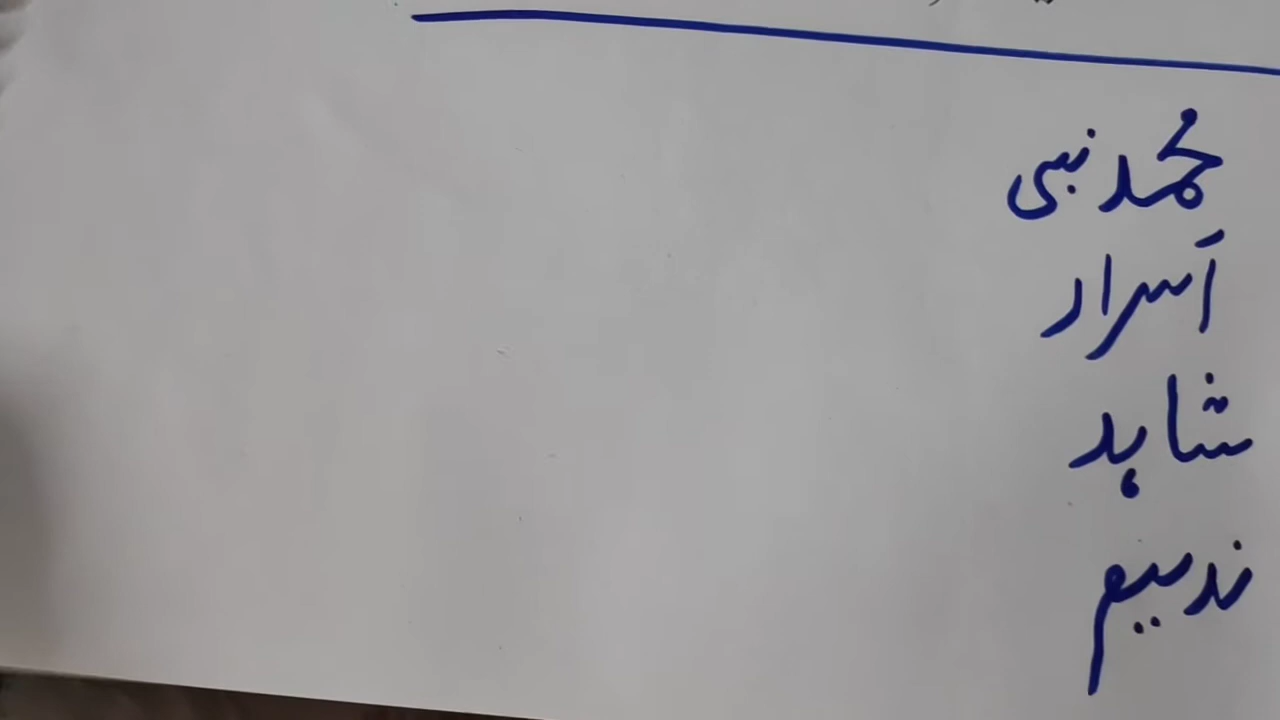 محمد نبی
اسرار
شاہد
ندیم